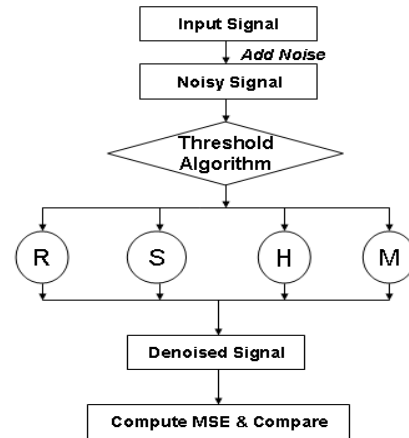 Input Signal
Add Noise
Noisy Signal
Threshold
Algorithm
R S H M
Denoised Signal
Compute MSE & Compare